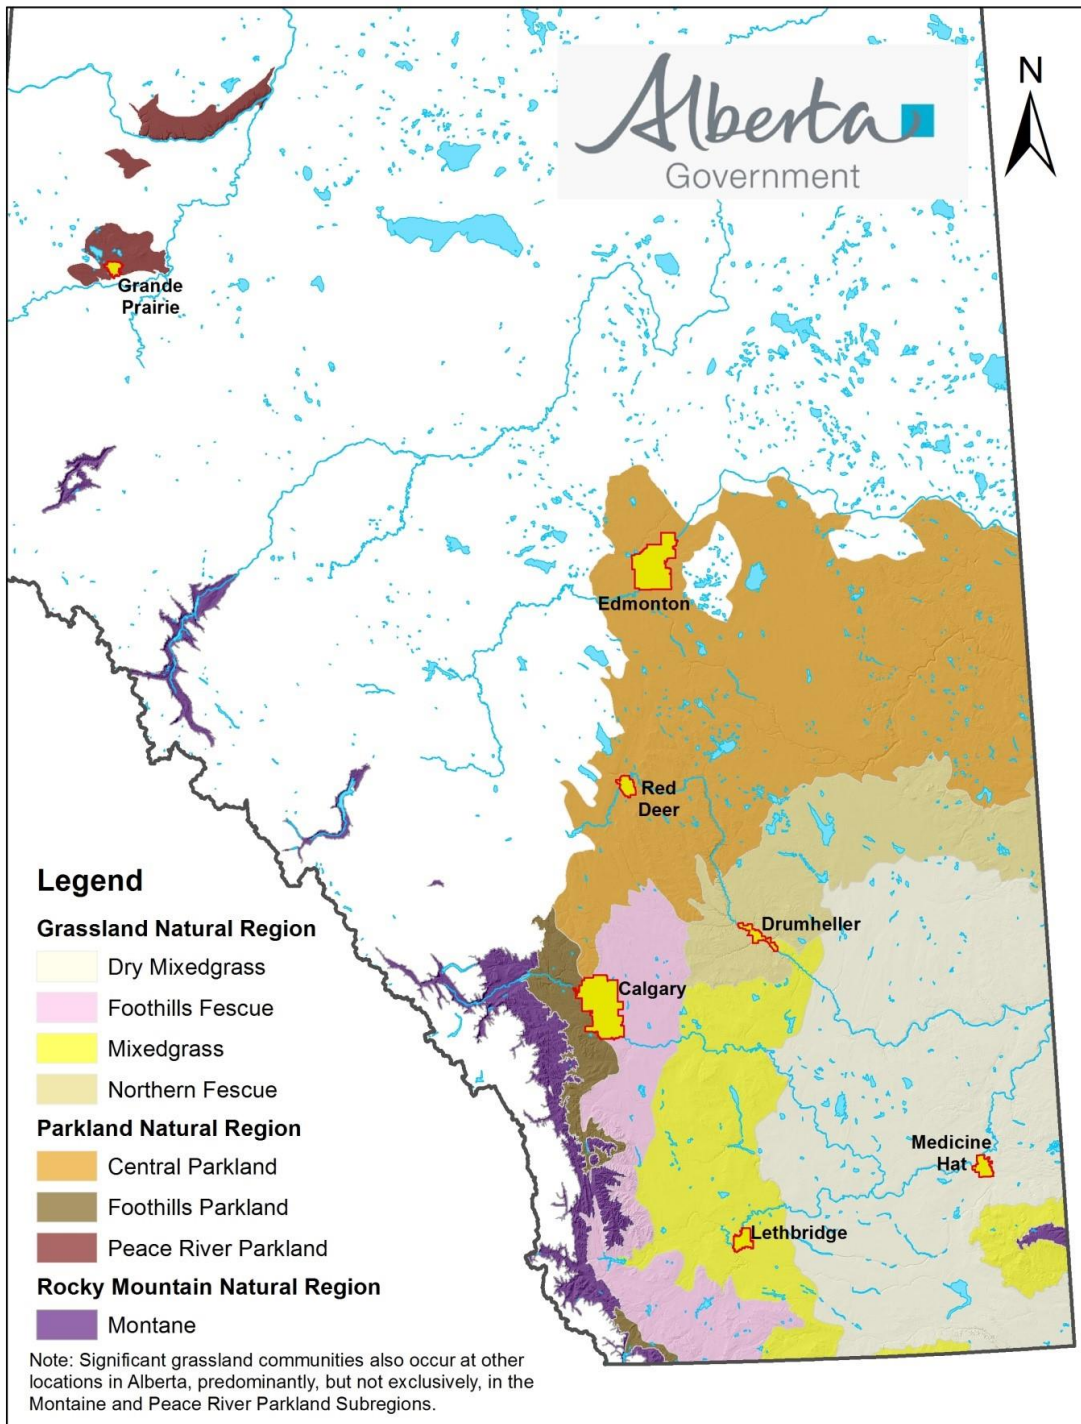 Alberta
Government
N
Grande
Prairie
Edmonton
Red
Deer
Drumheller
Calgary
Medicine
Hat
Lethbridge
Legend
Grassland Natural Region
Dry Mixedgrass
Foothills Fescue
Mixedgrass
Northern Fescue
Parkland Natural Region
Central Parkland
Foothills Parkland
Peace River Parkland
Rocky Mountain Natural Region
Montane
Note: Significant grassland communities also occur at other
locations in Alberta, predominantly, but not exclusively, in the
Montaine and Peace River Parkland Subregions.